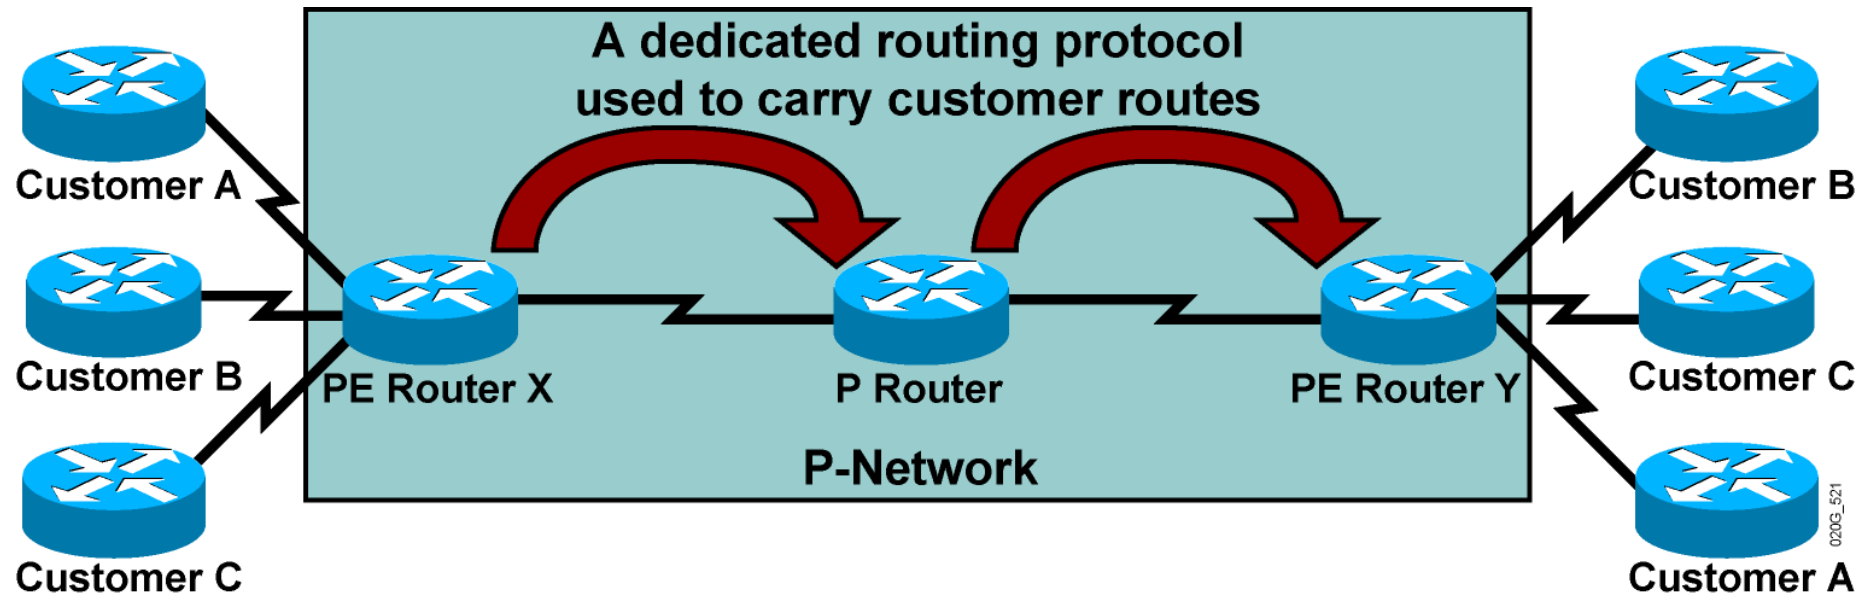 A dedicated routing protocol
used to carry customer routes
Customer A
Customer B
Customer C
PE Router X
P Router
PE Router Y
P-Network
Customer B
Customer C
Customer A
020G_521